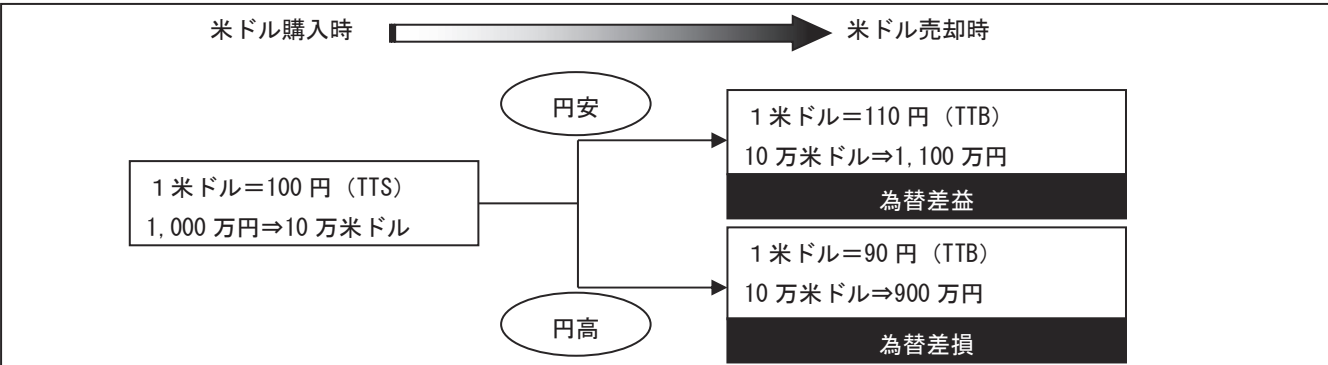 米ドル購入時
米ドル売却時
円安
1米ドル＝110円（TTB）
10万米ドル⇒1,100万円
為替差益
1米ドル＝100円（TTS）
1,000万円⇒10万米ドル
1米ドル＝90円（TTB）
10万米ドル⇒900万円
円高
為替差損